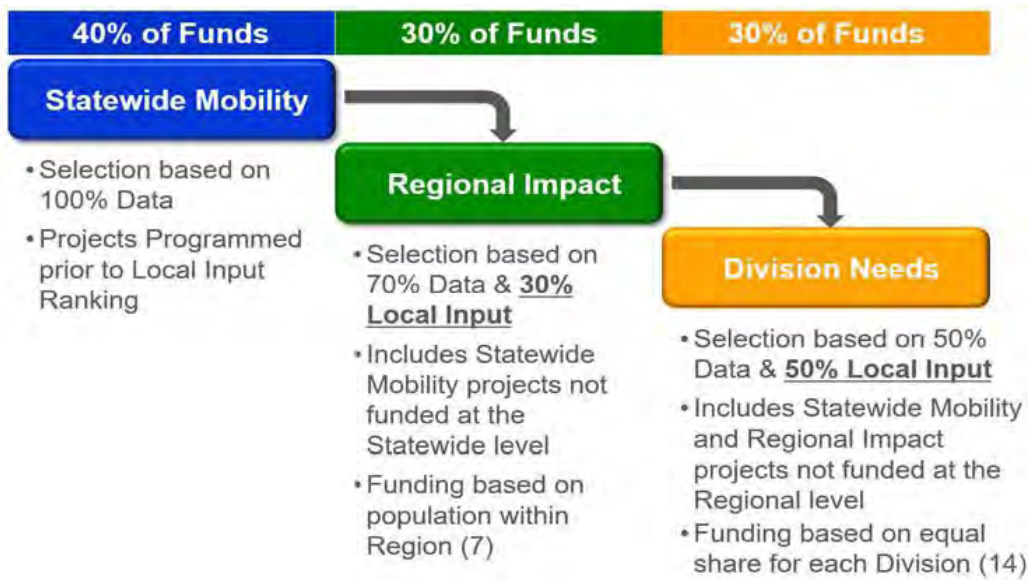 40% of Funds
30% of Funds
30% of Funds
Statewide Mobility
• Selection based on
100% Data
• Projects Programmed
prior to Local Input
Ranking
Regional Impact
• Selection based on
70% Data & 30%
Local Input
• Includes Statewide
Mobility projects not
funded at the
Statewide level
• Funding based on
population within
Region (7)
Division Needs
• Selection based on 50%
Data & 50% Local Input
• Includes Statewide Mobility
and Regional Impact
projects not funded at the
Regional level
• Funding based on equal
share for each Division (14)